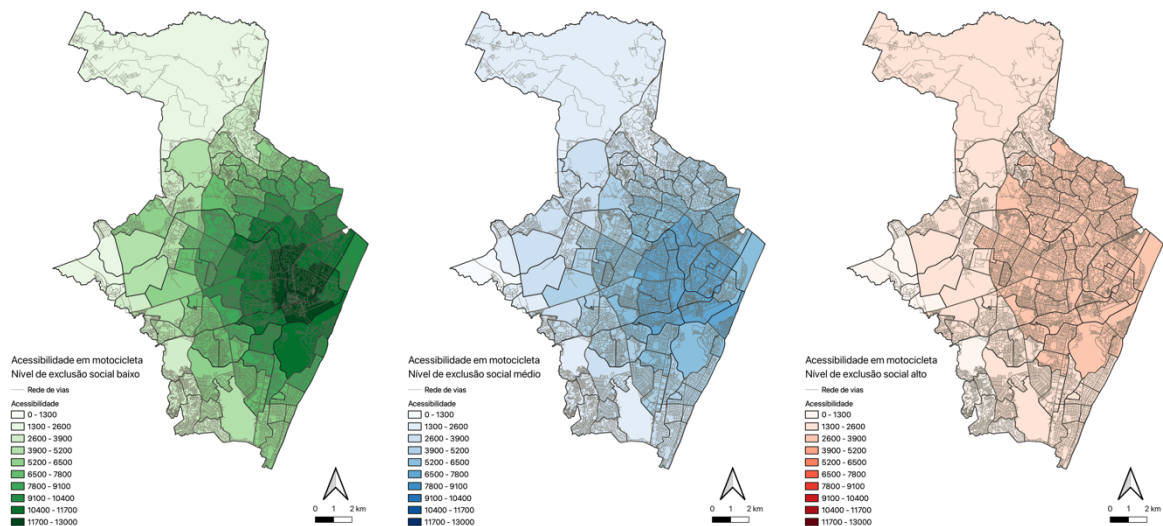 Acessibilidade em motocicleta
Nível de exclusão social baixo
Rede de vias
Acessibilidade
0 - 1300
1300 - 2600
2600 - 3900
3900 - 5200
5200 - 6500
6500 - 7800
7800 - 9100
9100 - 10400
10400 - 11700
11700 - 13000
0 1 2 km
Acessibilidade em motocicleta
Nível de exclusão social médio
Rede de vias
Acessibilidade
0 - 1300
1300 - 2600
2600 - 3900
3900 - 5200
5200 - 6500
6500 - 7800
7800 - 9100
9100 - 10400
10400 - 11700
11700 - 13000
0 1 2 km
Acessibilidade em motocicleta
Nível de exclusão social alto
Rede de vias
Acessibilidade
0 - 1300
1300 - 2600
2600 - 3900
3900 - 5200
5200 - 6500
6500 - 7800
7800 - 9100
9100 - 10400
10400 - 11700
11700 - 13000
0 1 2 km